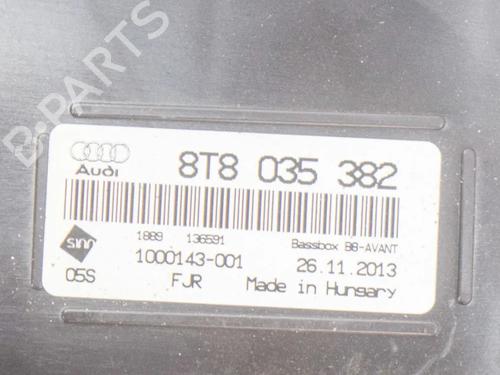 B-PARTS
Audi
8T8 035 382
1889 136591 Bassbox B8-AVANT
1000143-001 26.11.2013
05S FJR Made in Hungary